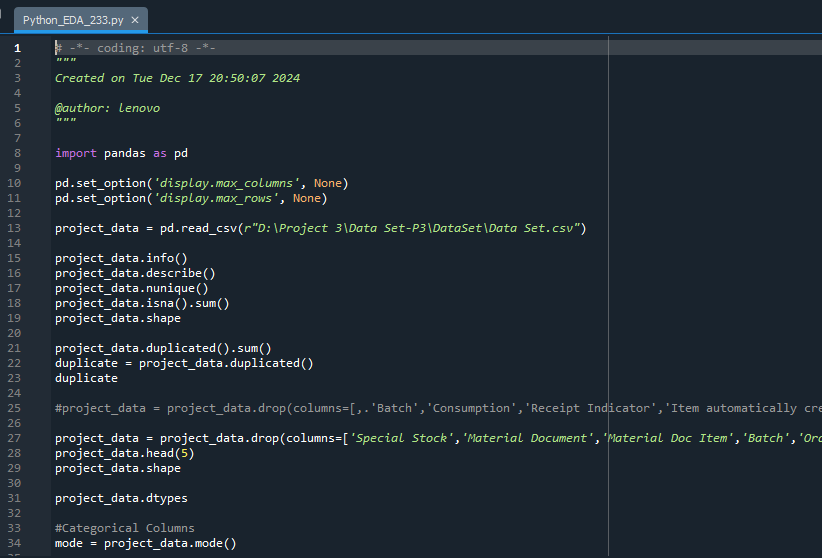 Python_EDA_233.py ×
1 # -*- coding: utf-8 -*-
2 """
3 Created on Tue Dec 17 20:50:07 2024
4
5 @author: lenovo
6 """
7
8 import pandas as pd
9
10 pd.set_option('display.max_columns', None)
11 pd.set_option('display.max_rows', None)
12
13 project_data = pd.read_csv(r"D:\Project 3\Data Set-P3\DataSet\Data Set.csv")
14
15 project_data.info()
16 project_data.describe()
17 project_data.nunique()
18 project_data.isna().sum()
19 project_data.shape
20
21 project_data.duplicated().sum()
22 duplicate = project_data.duplicated()
23 duplicate
24
25 #project_data = project_data.drop(columns=[,.'Batch','Consumption','Receipt Indicator','Item automatically cre
26
27 project_data = project_data.drop(columns=['Special Stock','Material Document','Material Doc Item','Batch','Ord
28 project_data.head(5)
29 project_data.shape
30
31 project_data.dtypes
32
33 #Categorical Columns
34 mode = project_data.mode()